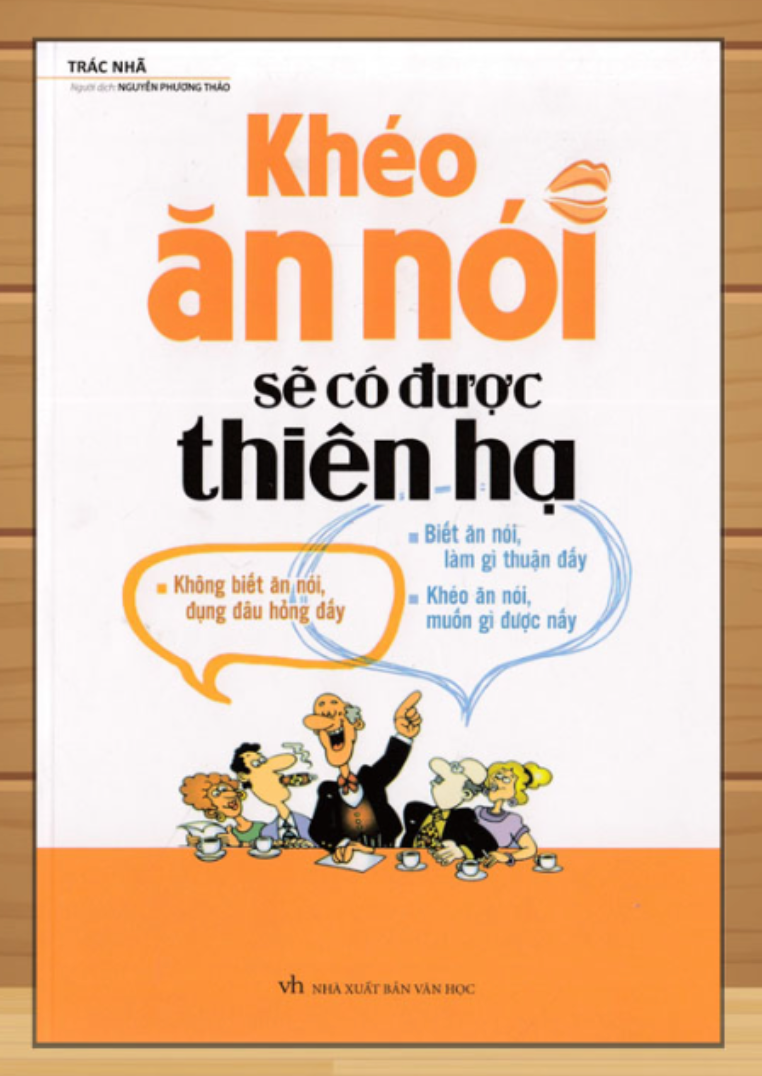 TRÁC NHÃ
Người dịch: NGUYỄN PHƯƠNG THẢO
Khéo
ăn nói
sẽ có được
thiên hạ
Biết ăn nói,
làm gì thuận đấy
Khéo ăn nói,
muốn gì được nấy
Không biết ăn nói,
đụng đâu hỏng đấy
vh NHÀ XUẤT BẢN VĂN HỌC